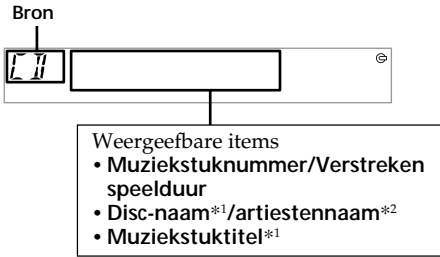 Bron
CD
Weergeefbare items
• Muziekstuknummer/Verstreken
speelduur
• Disc-naam*1/artiestennaam*2
• Muziekstuktitel*1